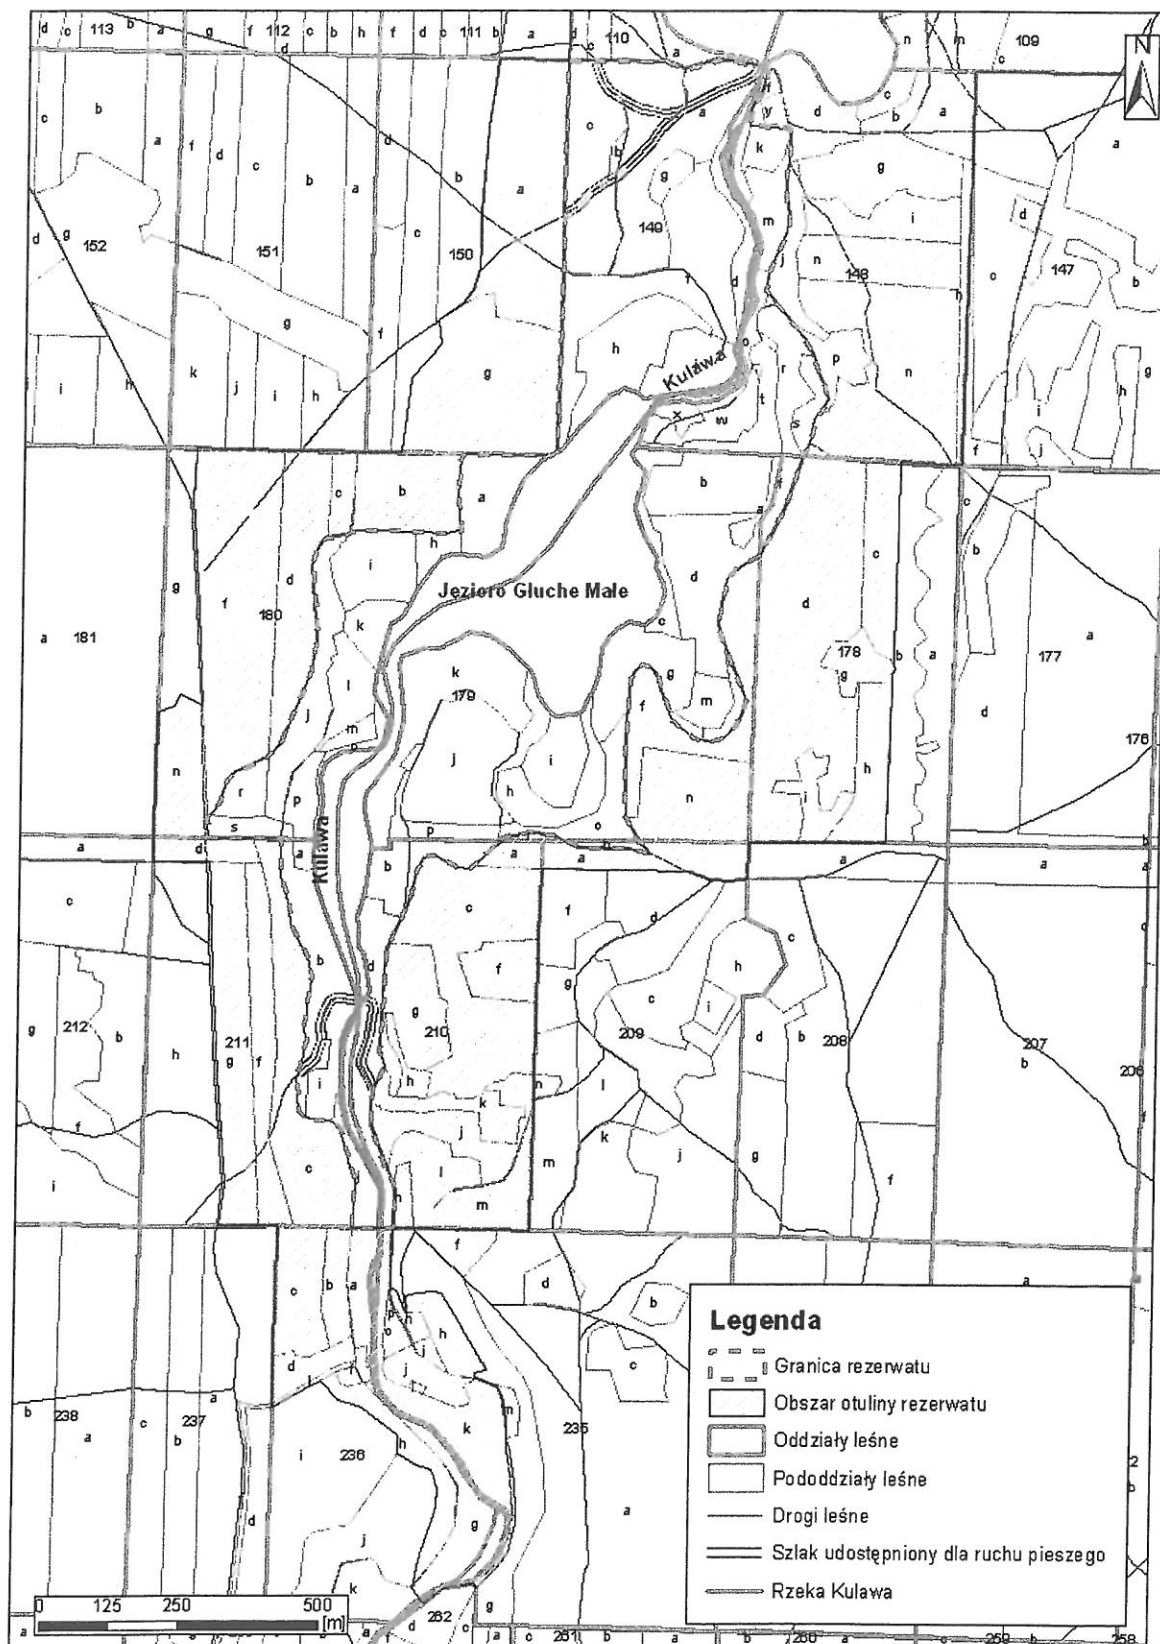 d c 113 b a g f 112 c b h f d c 111 b a d 110 a n m 109
d c c
N
c b a f d c b a d b a c b a y d c b a a
k g
g i d
d g 152 151 c 150 149 m j n 148 c 147 b
g f f d h
i h k j i h g h Kulawa o r p n h g
x w t s i
f j
g c b a b c c
f 180 d i h d d b
Jezioro Głuche Małe
a 181 k c 178 b a a 177
l k g m g d
j m 179 f 176
n r p j i h n h
s p o
a d a Kulawa b a a a a b
c c f d c
b d f g c h i
g 212 b h 211 g f g 210 209 d b 208 207 b 206
i h n l
f k k
i c j l m m j g f
h
c b a f d b a
p h o h j c
d j
b 238 a c 237 b a i 236 h k m 235
d g a
j
k
0 125 250 500
[m]
262 g
d c a c 261 b a 260 259 b 258
Legenda
Granica rezerwatu
Obszar otuliny rezerwatu
Oddziały leśne
Pododdziały leśne
Drogi leśne
Szlak udostępniony dla ruchu pieszego
Rzeka Kulawa